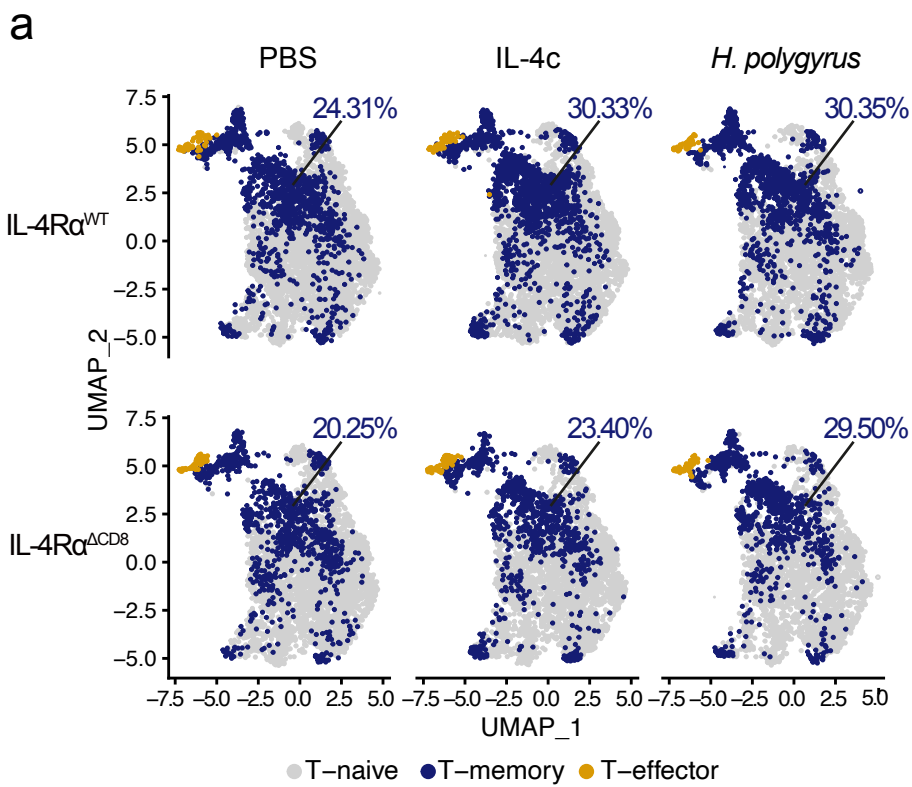 a
PBS IL-4c H. polygyrus
7.5 24.31% 30.33% 30.35%
5.0
2.5
IL-4Rα^WT 0.0
−2.5
−5.0
UMAP_2
7.5 20.25% 23.40% 29.50%
5.0
2.5
IL-4Rα^ΔCD8 0.0
−2.5
−5.0
−7.5 −5.0 −2.5 0.0 2.5 5.0 −7.5 −5.0 −2.5 0.0 2.5 5.0 −7.5 −5.0 −2.5 0.0 2.5 5.0
UMAP_1
T−naive T−memory T−effector